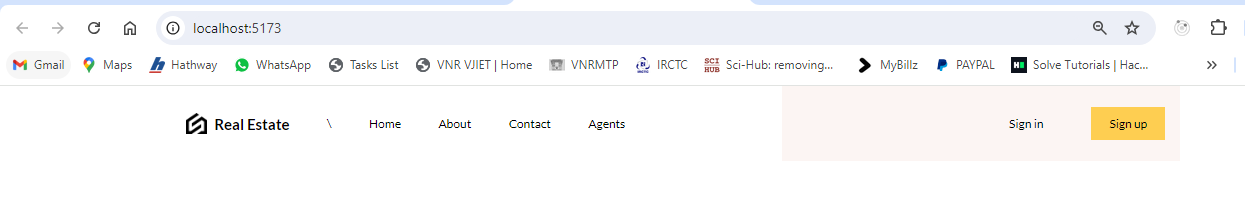 localhost:5173
Gmail Maps Hathway WhatsApp Tasks List VNR VJIET | Home VNRMTP IRCTC Sci-Hub: removing... MyBillz PAYPAL Solve Tutorials | Hac... »
Real Estate \ Home About Contact Agents Sign in Sign up